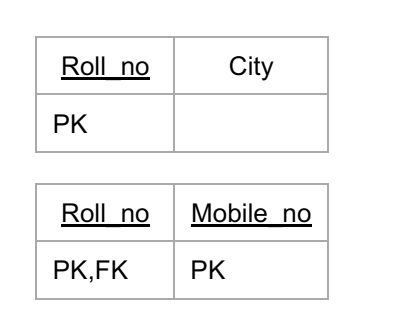 Roll_no City
PK
Roll_no Mobile_no
PK,FK PK